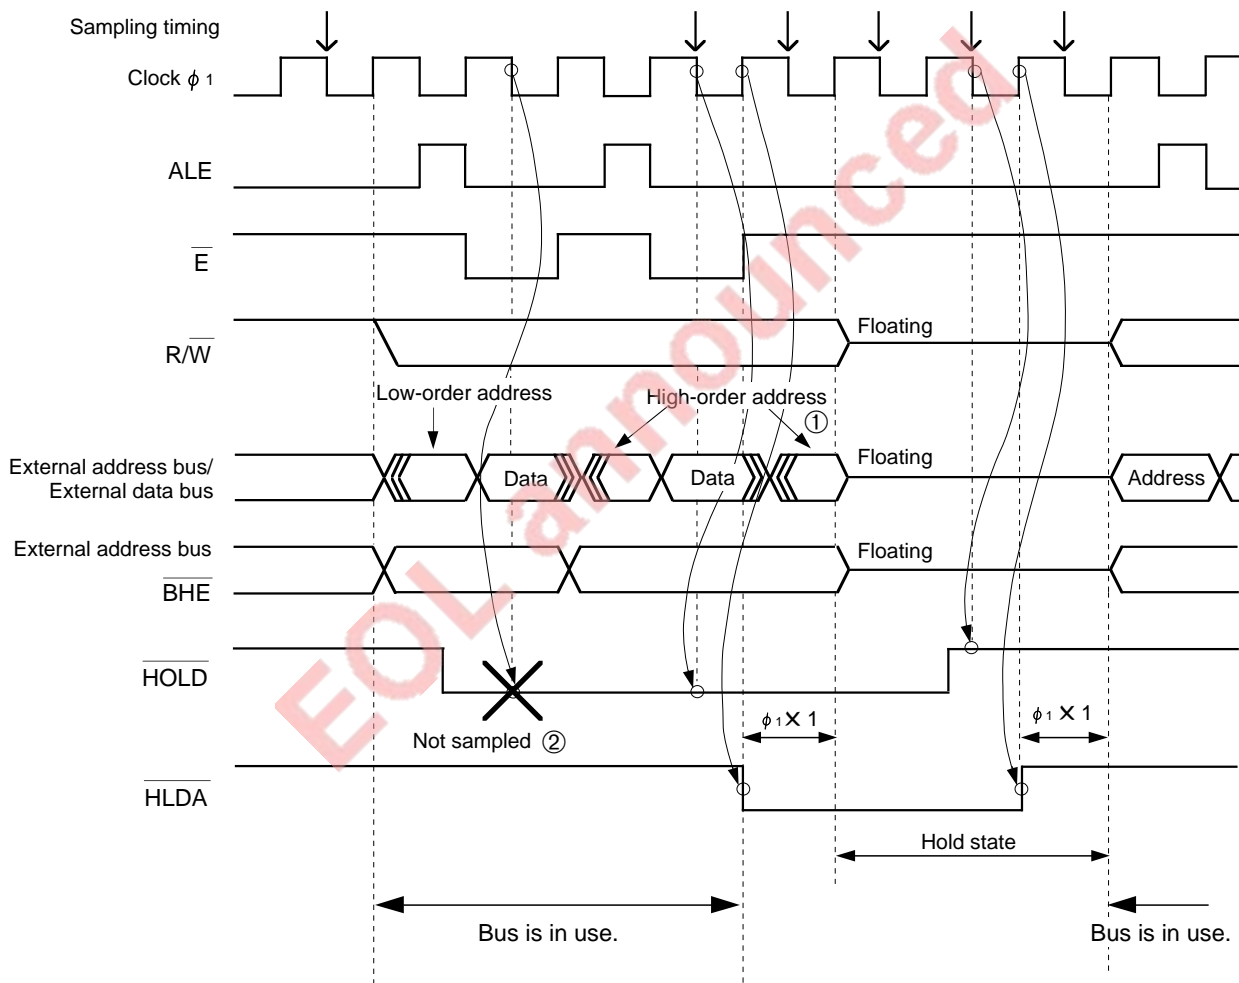 Sampling timing
Clock ϕ 1
ALE
E
R/W
Floating
Low-order address
High-order address
①
External address bus/
External data bus
Data
Data
Floating
Address
External address bus
BHE
Floating
HOLD
Not sampled ②
ϕ 1 × 1
ϕ 1 × 1
HLDA
Hold state
Bus is in use.
Bus is in use.
EOL announced